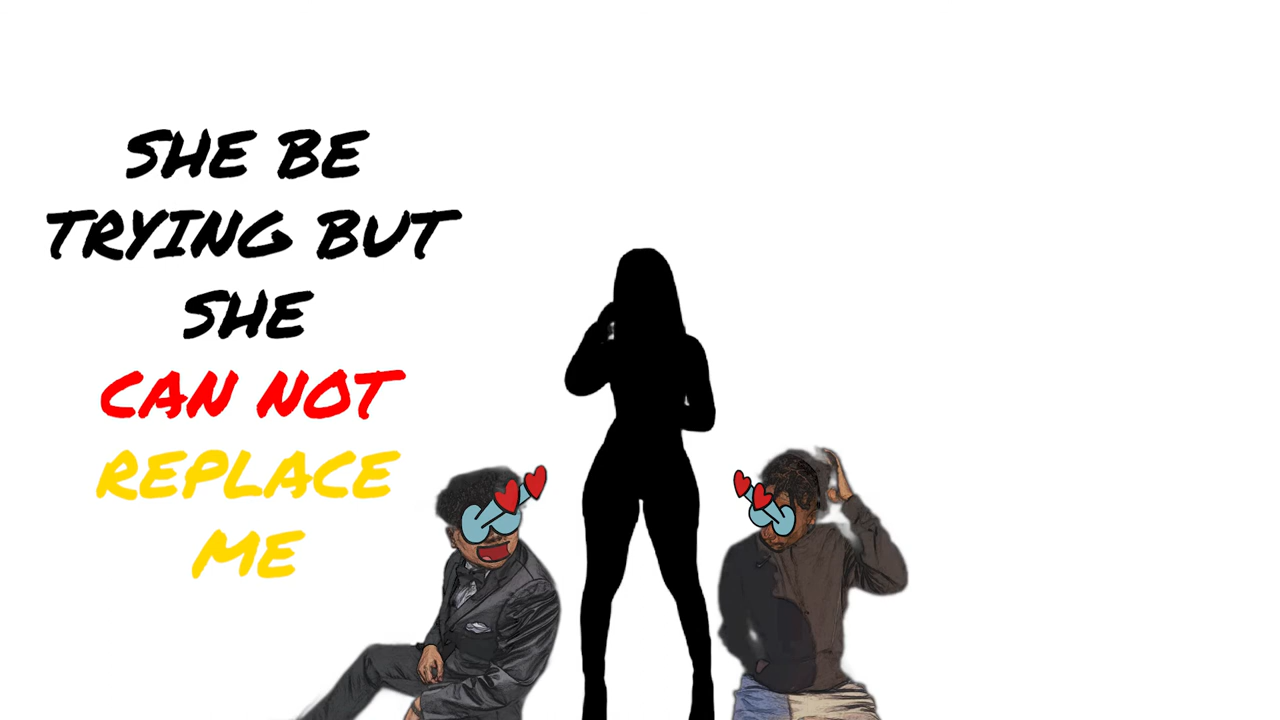 SHE BE
TRYING BUT
SHE
CAN NOT
REPLACE
ME